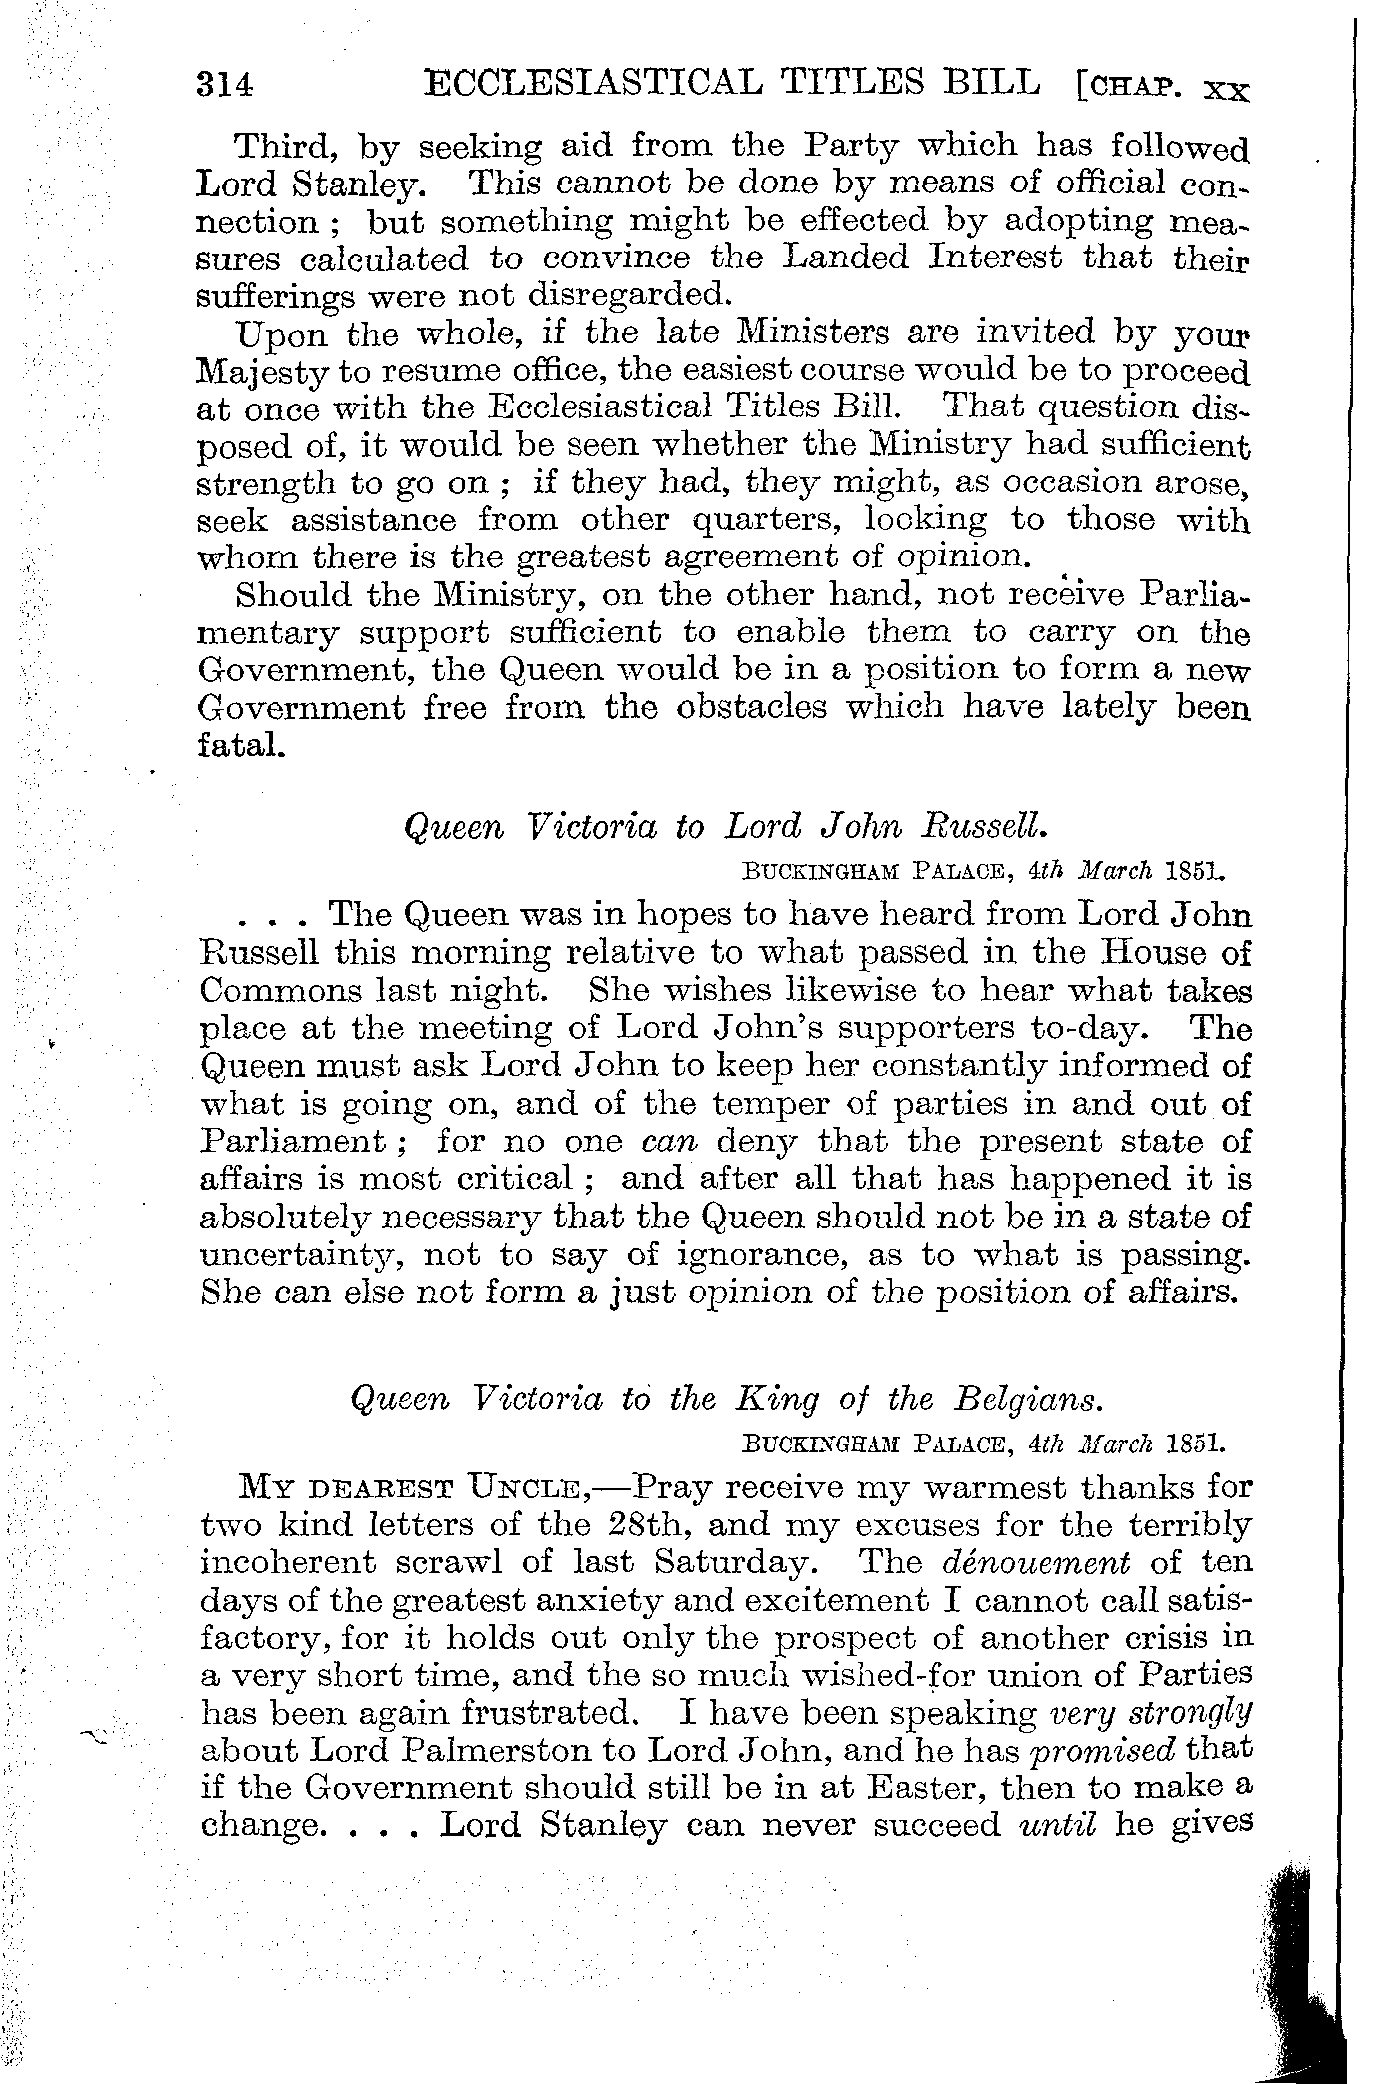 314 ECCLESIASTICAL TITLES BILL [CHAP. XX
Third, by seeking aid from the Party which has followed
Lord Stanley. This cannot be done by means of official con-
nection ; but something might be effected by adopting mea-
sures calculated to convince the Landed Interest that their
sufferings were not disregarded.
Upon the whole, if the late Ministers are invited by your
Majesty to resume office, the easiest course would be to proceed
at once with the Ecclesiastical Titles Bill. That question dis-
posed of, it would be seen whether the Ministry had sufficient
strength to go on ; if they had, they might, as occasion arose,
seek assistance from other quarters, looking to those with
whom there is the greatest agreement of opinion.
Should the Ministry, on the other hand, not receive Parlia-
mentary support sufficient to enable them to carry on the
Government, the Queen would be in a position to form a new
Government free from the obstacles which have lately been
fatal.
Queen Victoria to Lord John Russell.
BUCKINGHAM PALACE, 4th March 1851.
. . . The Queen was in hopes to have heard from Lord John
Russell this morning relative to what passed in the House of
Commons last night. She wishes likewise to hear what takes
place at the meeting of Lord John's supporters to-day. The
Queen must ask Lord John to keep her constantly informed of
what is going on, and of the temper of parties in and out of
Parliament ; for no one can deny that the present state of
affairs is most critical ; and after all that has happened it is
absolutely necessary that the Queen should not be in a state of
uncertainty, not to say of ignorance, as to what is passing.
She can else not form a just opinion of the position of affairs.
Queen Victoria to the King of the Belgians.
BUCKINGHAM PALACE, 4th March 1851.
MY DEAREST UNCLE,—Pray receive my warmest thanks for
two kind letters of the 28th, and my excuses for the terribly
incoherent scrawl of last Saturday. The dénouement of ten
days of the greatest anxiety and excitement I cannot call satis-
factory, for it holds out only the prospect of another crisis in
a very short time, and the so much wished-for union of Parties
has been again frustrated. I have been speaking very strongly
about Lord Palmerston to Lord John, and he has promised that
if the Government should still be in at Easter, then to make a
change. . . . Lord Stanley can never succeed until he gives